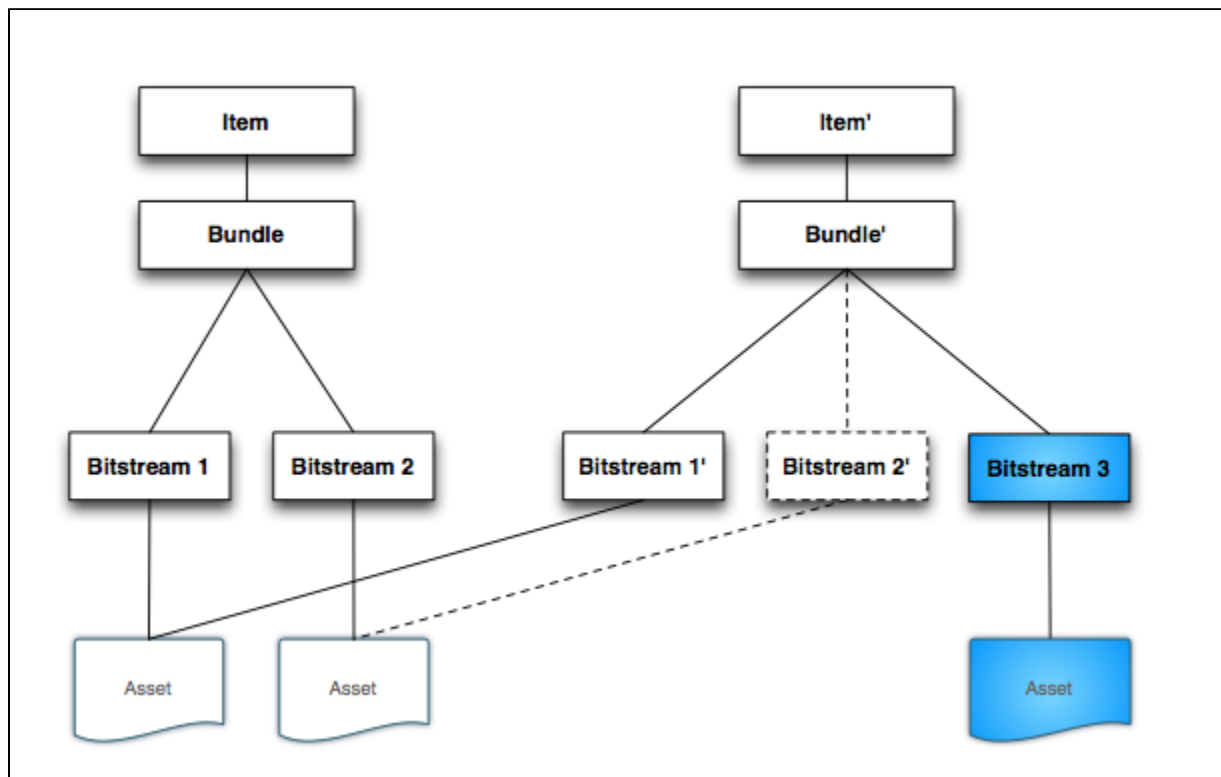 Item
Item'
Bundle
Bundle'
Bitstream 1
Bitstream 2
Bitstream 1'
Bitstream 2'
Bitstream 3
Asset
Asset
Asset